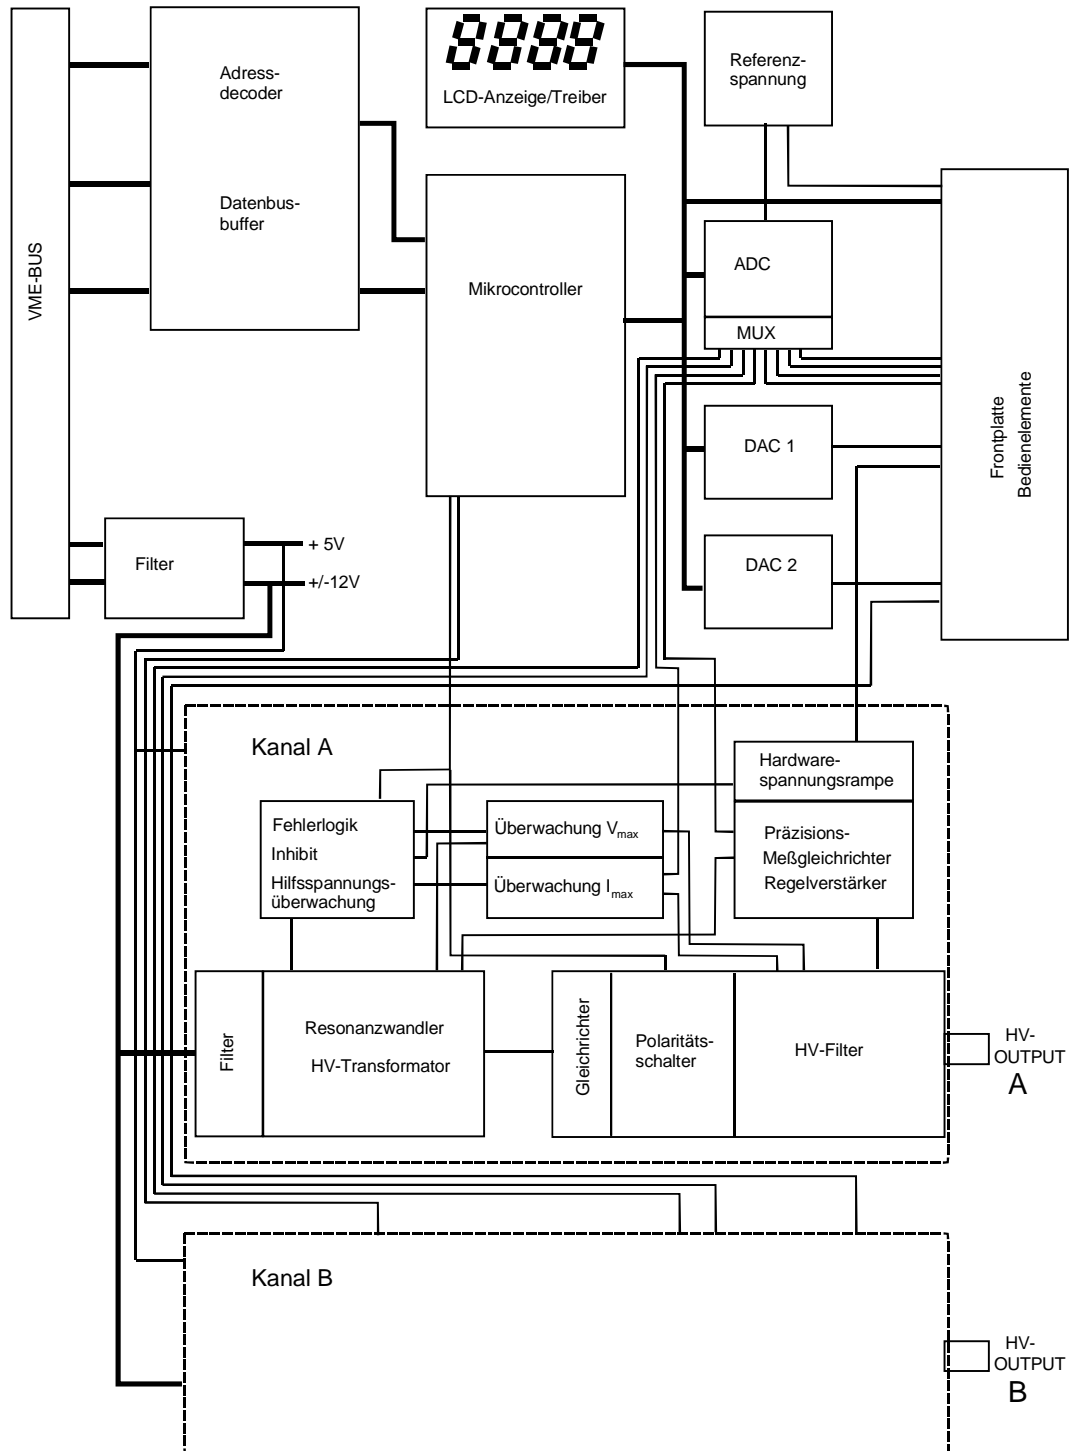 8888
LCD-Anzeige/Treiber
Adress-
decoder
Datenbus-
buffer
VME-BUS
Mikrocontroller
Referenz-
spannung
ADC
MUX
DAC 1
DAC 2
Frontplatte
Bedienelemente
Filter
+ 5V
+/-12V
Kanal A
Hardware-
spannungsrampe
Fehlerlogik
Inhibit
Hilfsspannungs-
überwachung
Überwachung Vmax
Überwachung Imax
Präzisions-
Meßgleichrichter
Regelverstärker
Filter
Resonanzwandler
HV-Transformator
Gleichrichter
Polaritäts-
schalter
HV-Filter
HV-
OUTPUT
A
Kanal B
HV-
OUTPUT
B